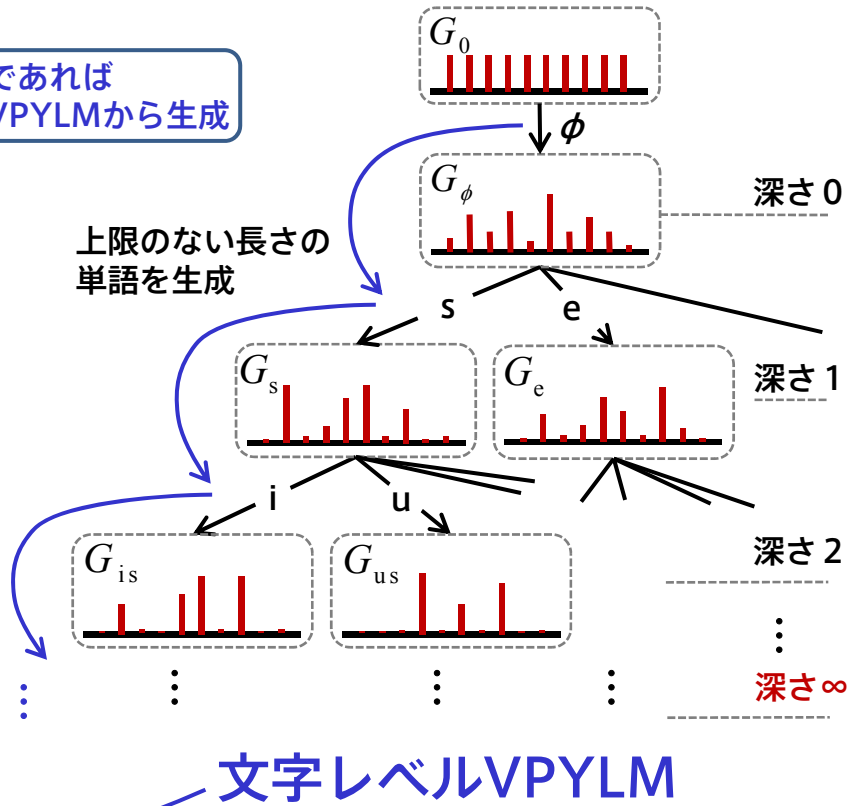 G0
であれば
VPYLMから生成
ϕ
Gϕ
深さ0
上限のない長さの
単語を生成
s
e
Gs
Ge
深さ1
i
u
Gis
Gus
深さ2
深さ∞
文字レベルVPYLM